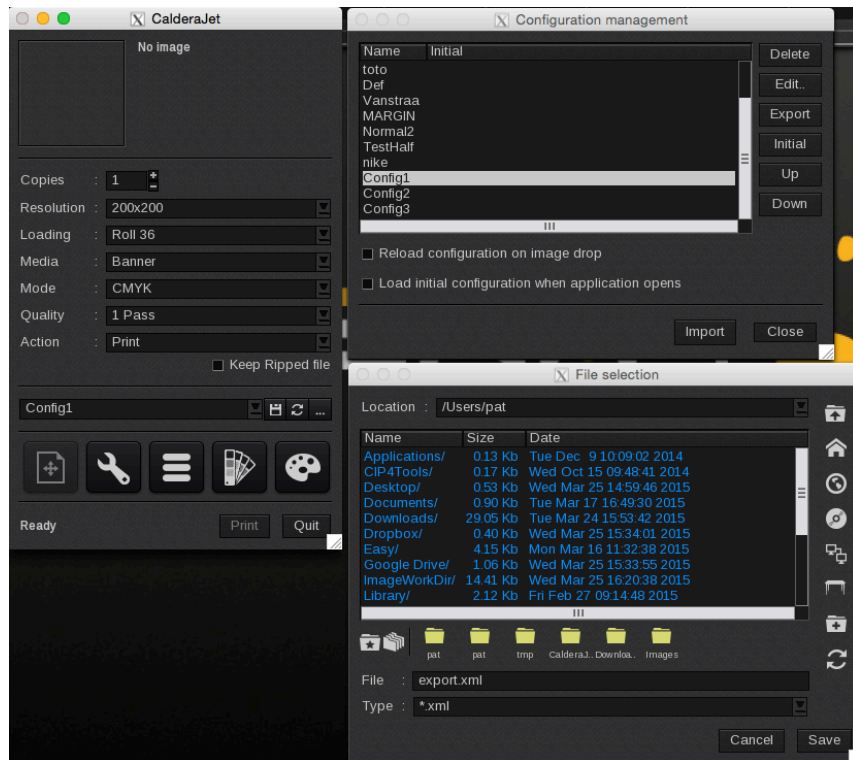 CalderaJet
No image
Copies : 1
Resolution : 200x200
Loading : Roll 36
Media : Banner
Mode : CMYK
Quality : 1 Pass
Action : Print
Keep Ripped file
Config1
...
Ready
Print
Quit
Configuration management
Name Initial
toto
Def
Vanstraa
MARGIN
Normal2
TestHalf
nike
Config1
Config2
Config3
Delete
Edit..
Export
Initial
Up
Down
Reload configuration on image drop
Load initial configuration when application opens
Import
Close
File selection
Location : /Users/pat
Name Size Date
Applications/ 0.13 Kb Tue Dec 9 10:09:02 2014
CIP4Tools/ 0.17 Kb Wed Oct 15 09:48:41 2014
Desktop/ 0.53 Kb Wed Mar 25 14:59:46 2015
Documents/ 0.90 Kb Tue Mar 17 16:49:30 2015
Downloads/ 29.05 Kb Tue Mar 24 15:53:42 2015
Dropbox/ 0.40 Kb Wed Mar 25 15:34:01 2015
Easy/ 4.15 Kb Mon Mar 16 11:32:38 2015
Google Drive/ 1.06 Kb Wed Mar 25 15:33:55 2015
ImageWorkDir/ 14.41 Kb Wed Mar 25 16:20:38 2015
Library/ 2.12 Kb Fri Feb 27 09:14:48 2015
pat pat tmp CalderaJ.. Downloa.. Images
File : export.xml
Type : *.xml
Cancel
Save